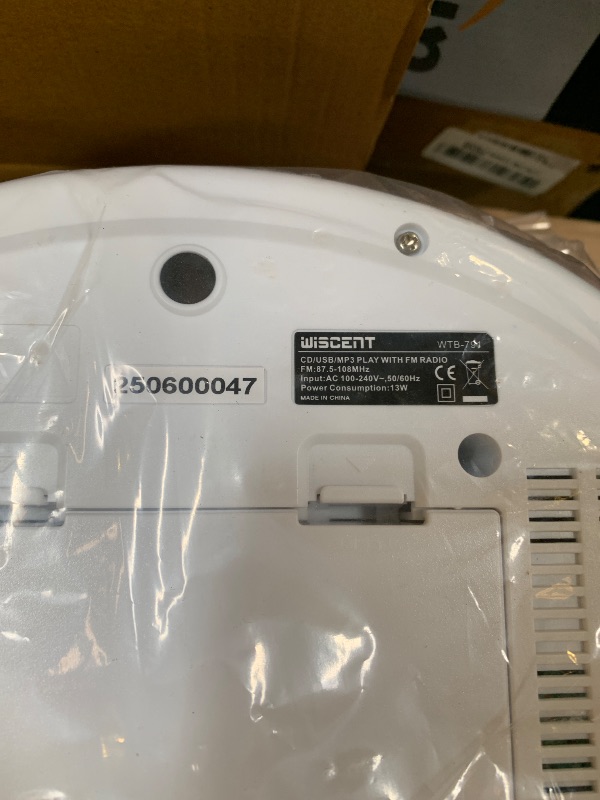 WISCENT
CD/USB/MP3 PLAY WITH FM RADIO
FM:87.5-108MHz
Input:AC 100-240V~,50/60Hz
Power Consumption:13W
MADE IN CHINA
CE
250600047